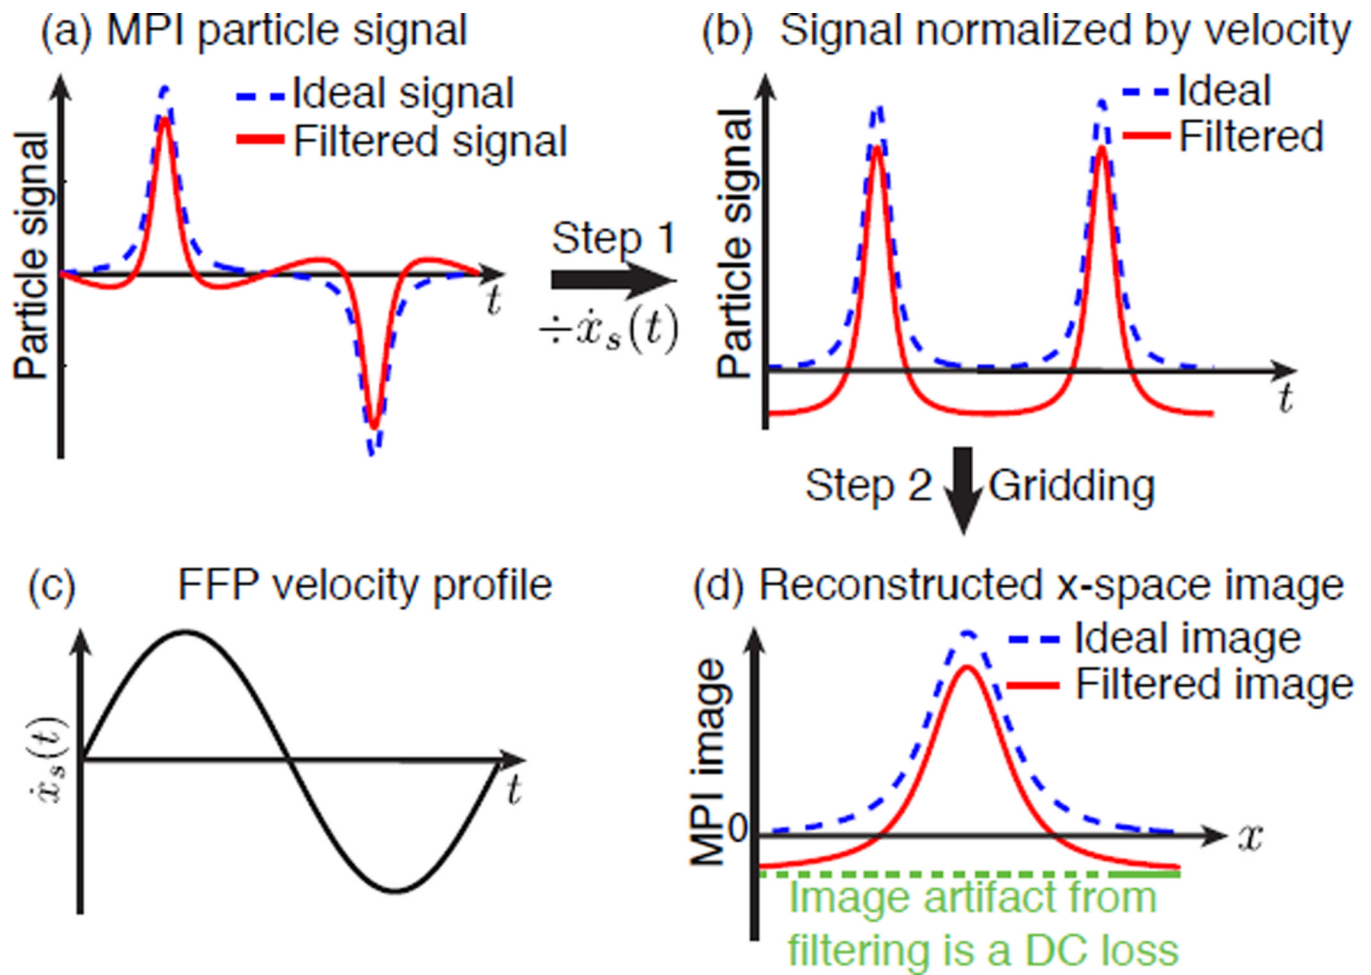 (a) MPI particle signal
Ideal signal
Filtered signal
Particle signal
t
Step 1
÷ẋₛ(t)
(b) Signal normalized by velocity
Ideal
Filtered
Particle signal
t
Step 2
Gridding
(c) FFP velocity profile
ẋₛ(t)
t
(d) Reconstructed x-space image
Ideal image
Filtered image
MPI image
0
x
Image artifact from
filtering is a DC loss